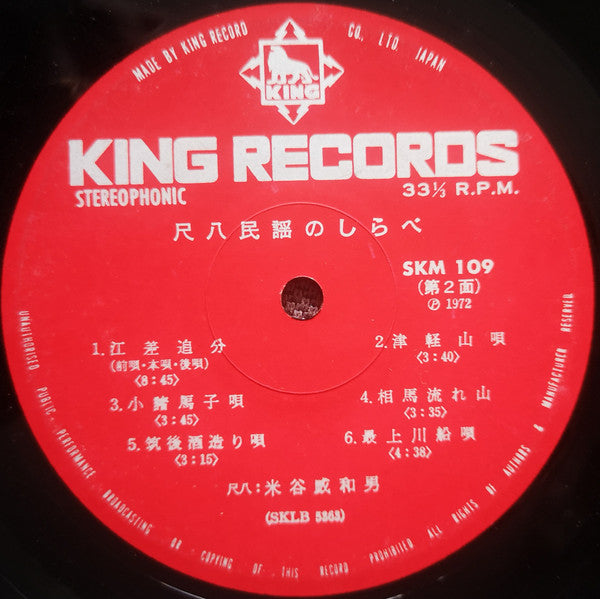 MADE BY KING RECORD CO., LTD. JAPAN
KING
KING RECORDS
STEREOPHONIC
33⅓ R.P.M.
尺八民謡のしらべ
SKM 109
(第2面)
℗ 1972
1.江差追分
(前唄・本唄・後唄)
〈8:45〉
2.津軽山唄
〈3:40〉
3.小諸馬子唄
〈3:45〉
4.相馬流れ山
〈3:35〉
5.筑後酒造り唄
〈3:15〉
6.最上川船唄
〈4:38〉
尺八:米谷威和男
(SKLB 5363)
UNAUTHORISED PUBLIC PERFORMANCE BROADCASTING OR COPYING OF THIS RECORD PROHIBITED ALL RIGHTS OF AUTHORS & MANUFACTURER RESERVED